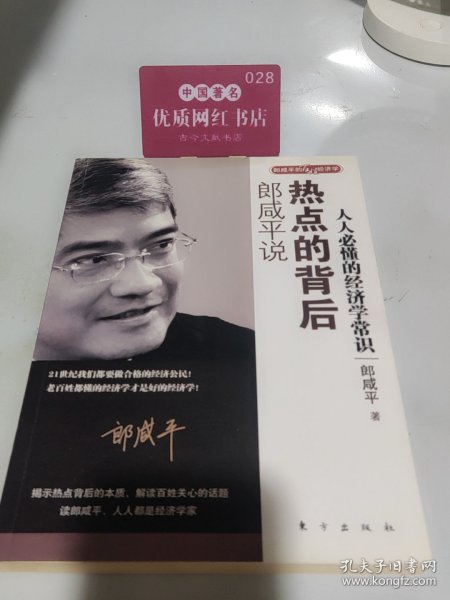 028
中国著名
优质网红书店
古今文献书店
热点的背后
郎咸平说
人人必懂的经济学常识
郎咸平 著
21世纪我们都要做合格的经济公民！
老百姓都懂的经济学才是好的经济学！
郎咸平
揭示热点背后的本质、解读百姓关心的话题
读郎咸平、人人都是经济学家
东方出版社
孔夫子旧书网
www.kongfz.com